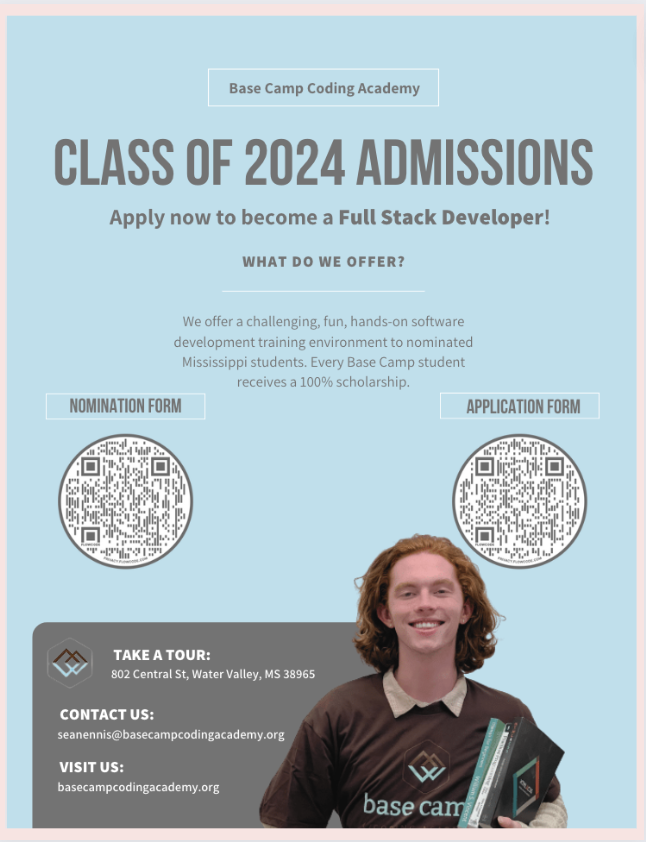 Base Camp Coding Academy
CLASS OF 2024 ADMISSIONS
Apply now to become a Full Stack Developer!
WHAT DO WE OFFER?
We offer a challenging, fun, hands-on software
development training environment to nominated
Mississippi students. Every Base Camp student
receives a 100% scholarship.
NOMINATION FORM
APPLICATION FORM
TAKE A TOUR:
802 Central St, Water Valley, MS 38965
CONTACT US:
seanennis@basecampcodingacademy.org
VISIT US:
basecampcodingacademy.org
base cam